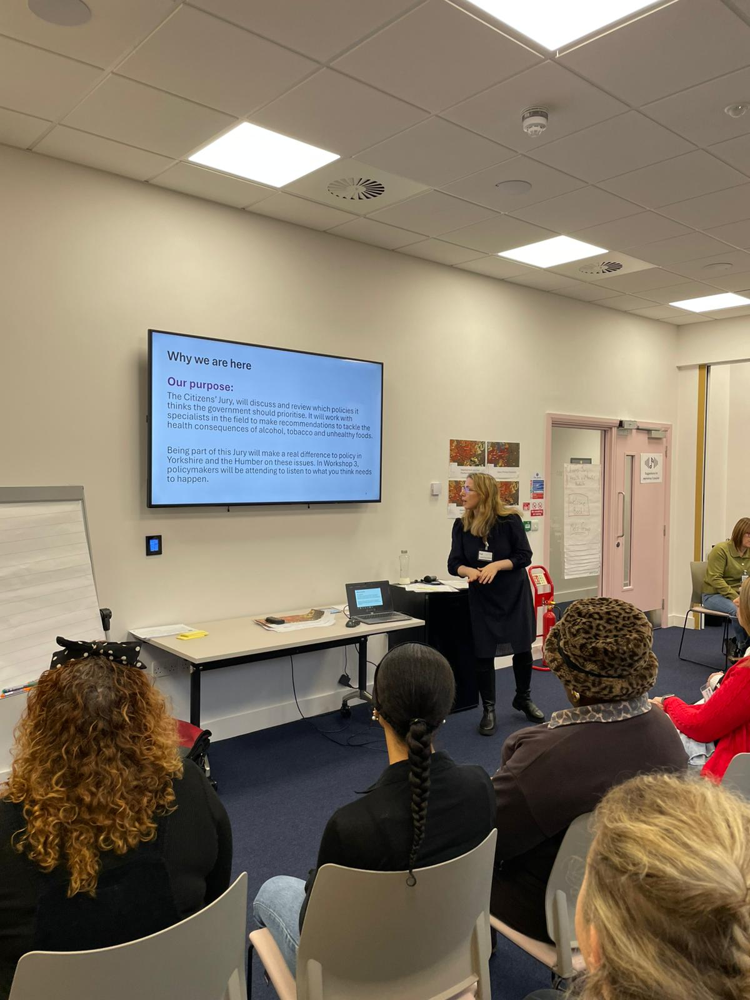 Why we are here
Our purpose:
The Citizens' Jury, will discuss and review which policies it
thinks the government should prioritise. It will work with
specialists in the field to make recommendations to tackle the
health consequences of alcohol, tobacco and unhealthy foods.
Being part of this Jury will make a real difference to policy in
Yorkshire and the Humber on these issues. In Workshop 3,
policymakers will be attending to listen to what you think needs
to happen.
Welcome
Back!